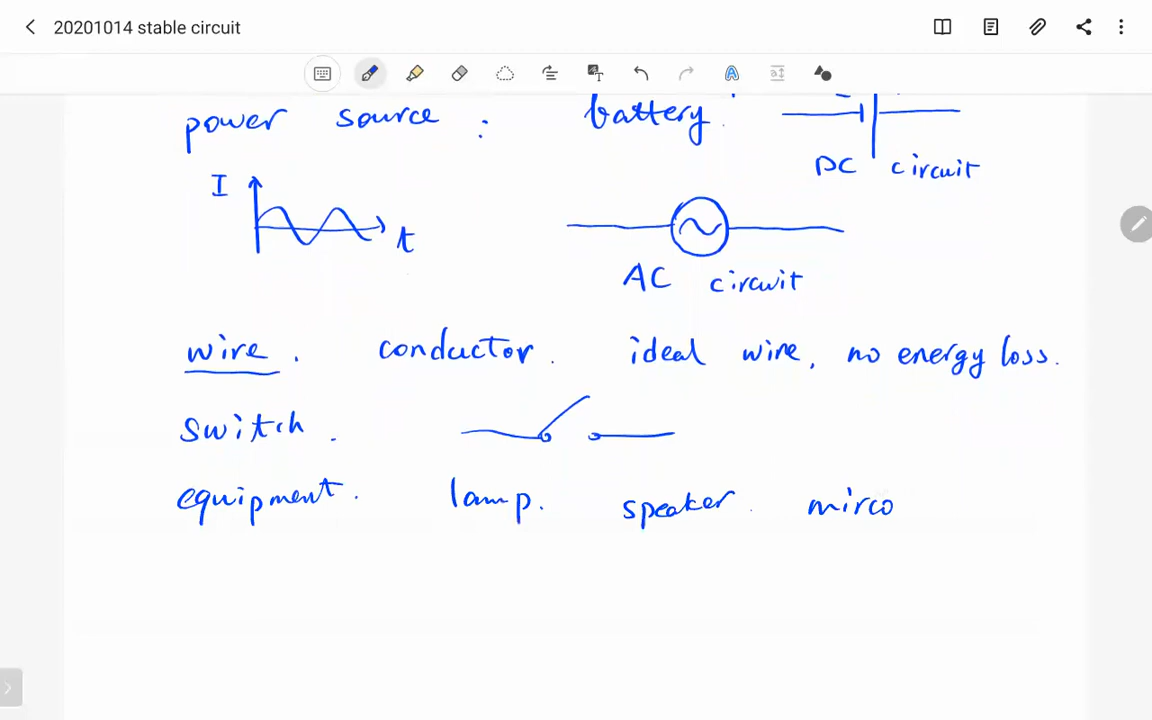 20201014 stable circuit
power source : battery.
DC circuit
I
t
AC circuit
wire. conductor. ideal wire, no energy loss.
switch.
equipment. lamp. speaker. mirco